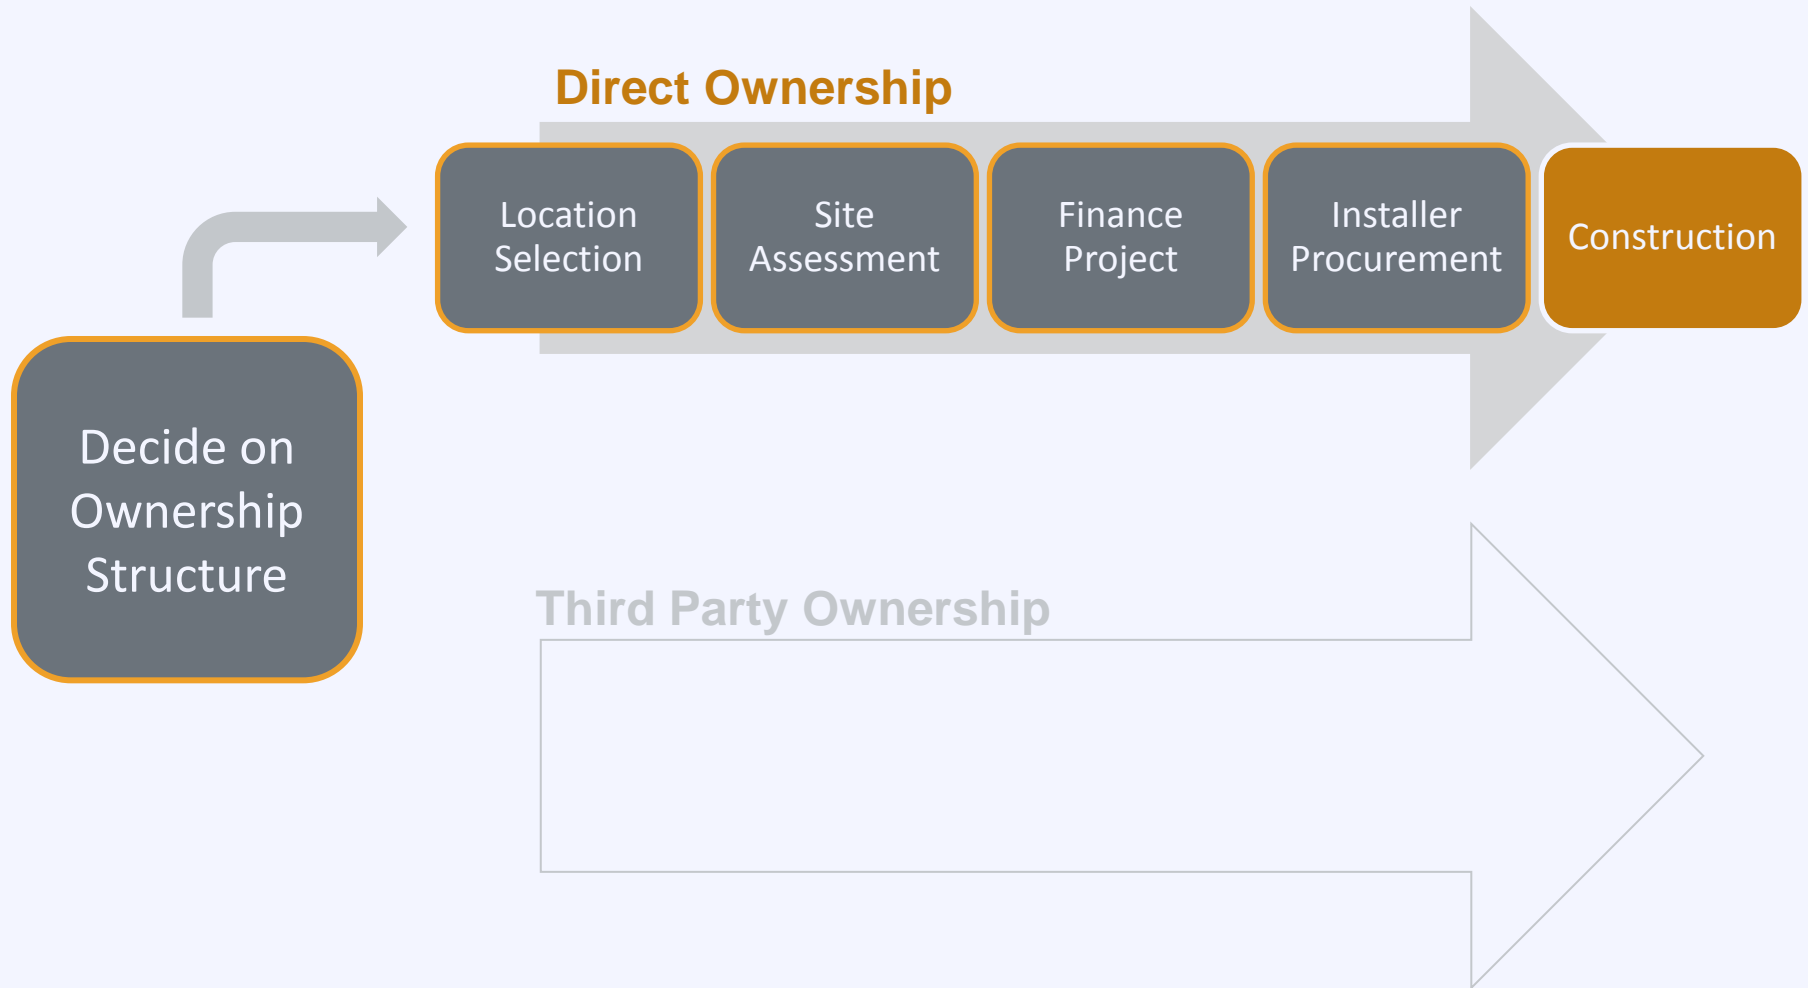 Direct Ownership
Location
Selection
Site
Assessment
Finance
Project
Installer
Procurement
Construction
Decide on
Ownership
Structure
Third Party Ownership